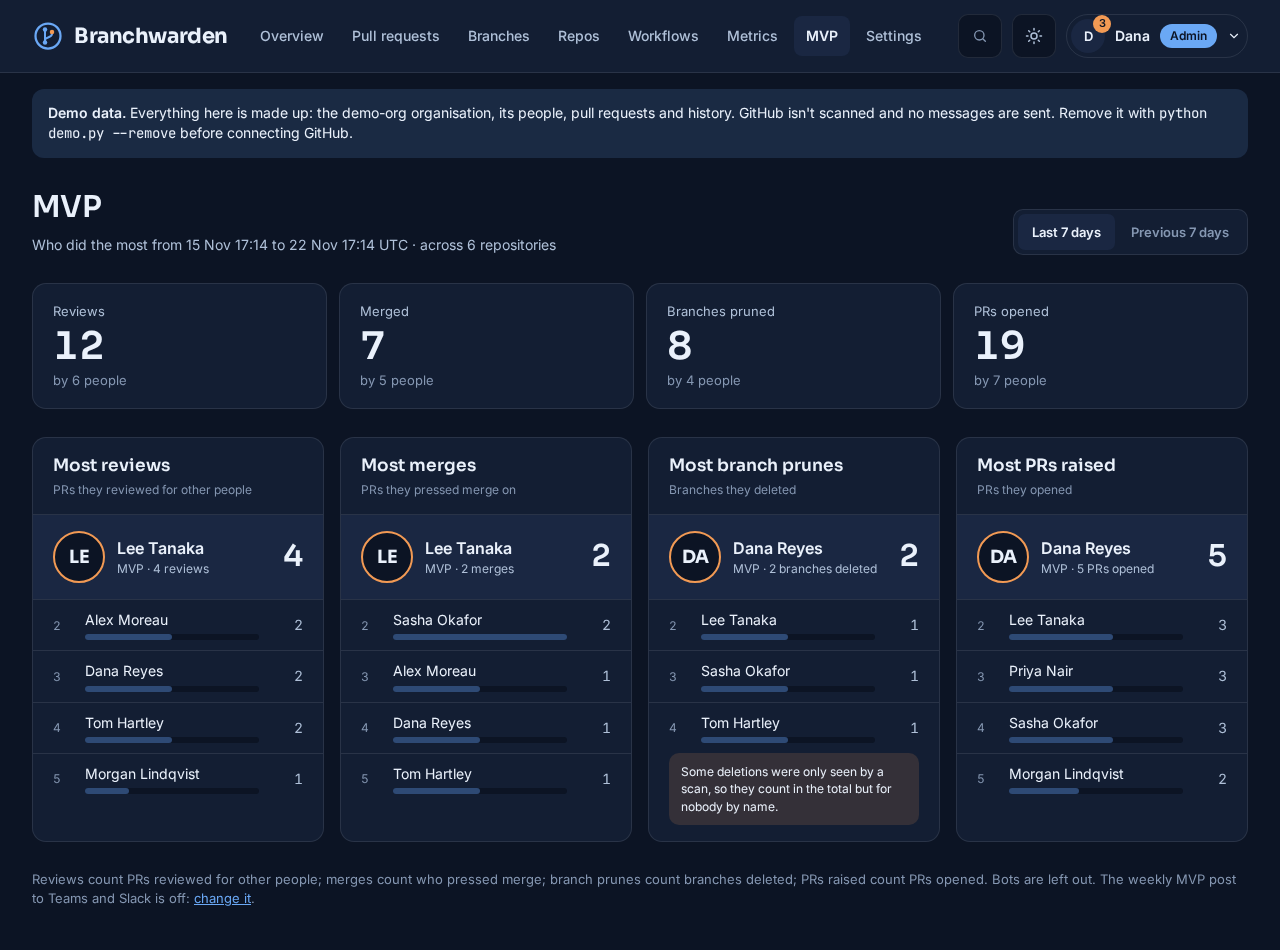 Branchwarden
Overview
Pull requests
Branches
Repos
Workflows
Metrics
MVP
Settings
D
3
Dana
Admin
Demo data. Everything here is made up: the demo-org organisation, its people, pull requests and history. GitHub isn't scanned and no messages are sent. Remove it with python
demo.py --remove before connecting GitHub.
MVP
Who did the most from 15 Nov 17:14 to 22 Nov 17:14 UTC · across 6 repositories
Last 7 days
Previous 7 days
Reviews
12
by 6 people
Merged
7
by 5 people
Branches pruned
8
by 4 people
PRs opened
19
by 7 people
Most reviews
PRs they reviewed for other people
LE
Lee Tanaka
MVP · 4 reviews
4
2
Alex Moreau
2
3
Dana Reyes
2
4
Tom Hartley
2
5
Morgan Lindqvist
1
Most merges
PRs they pressed merge on
LE
Lee Tanaka
MVP · 2 merges
2
2
Sasha Okafor
2
3
Alex Moreau
1
4
Dana Reyes
1
5
Tom Hartley
1
Most branch prunes
Branches they deleted
DA
Dana Reyes
MVP · 2 branches deleted
2
2
Lee Tanaka
1
3
Sasha Okafor
1
4
Tom Hartley
1
Some deletions were only seen by a
scan, so they count in the total but for
nobody by name.
Most PRs raised
PRs they opened
DA
Dana Reyes
MVP · 5 PRs opened
5
2
Lee Tanaka
3
3
Priya Nair
3
4
Sasha Okafor
3
5
Morgan Lindqvist
2
Reviews count PRs reviewed for other people; merges count who pressed merge; branch prunes count branches deleted; PRs raised count PRs opened. Bots are left out. The weekly MVP post
to Teams and Slack is off: change it.